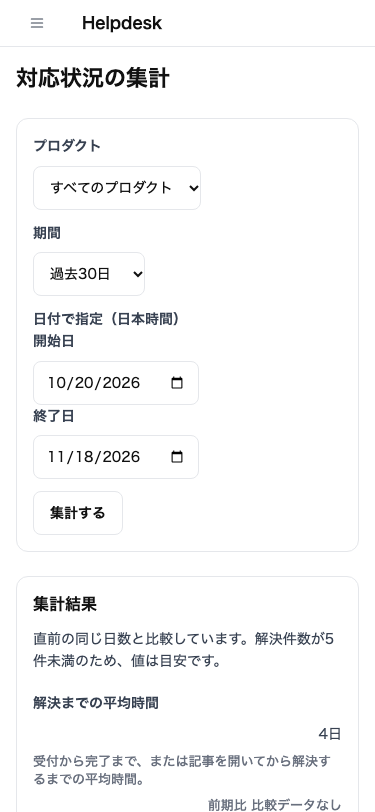 Helpdesk
対応状況の集計
プロダクト
すべてのプロダクト
期間
過去30日
日付で指定（日本時間）
開始日
10/20/2026
終了日
11/18/2026
集計する
集計結果
直前の同じ日数と比較しています。解決件数が5
件未満のため、値は目安です。
解決までの平均時間
4日
受付から完了まで、または記事を開いてから解決す
るまでの平均時間。
前期比 比較データなし